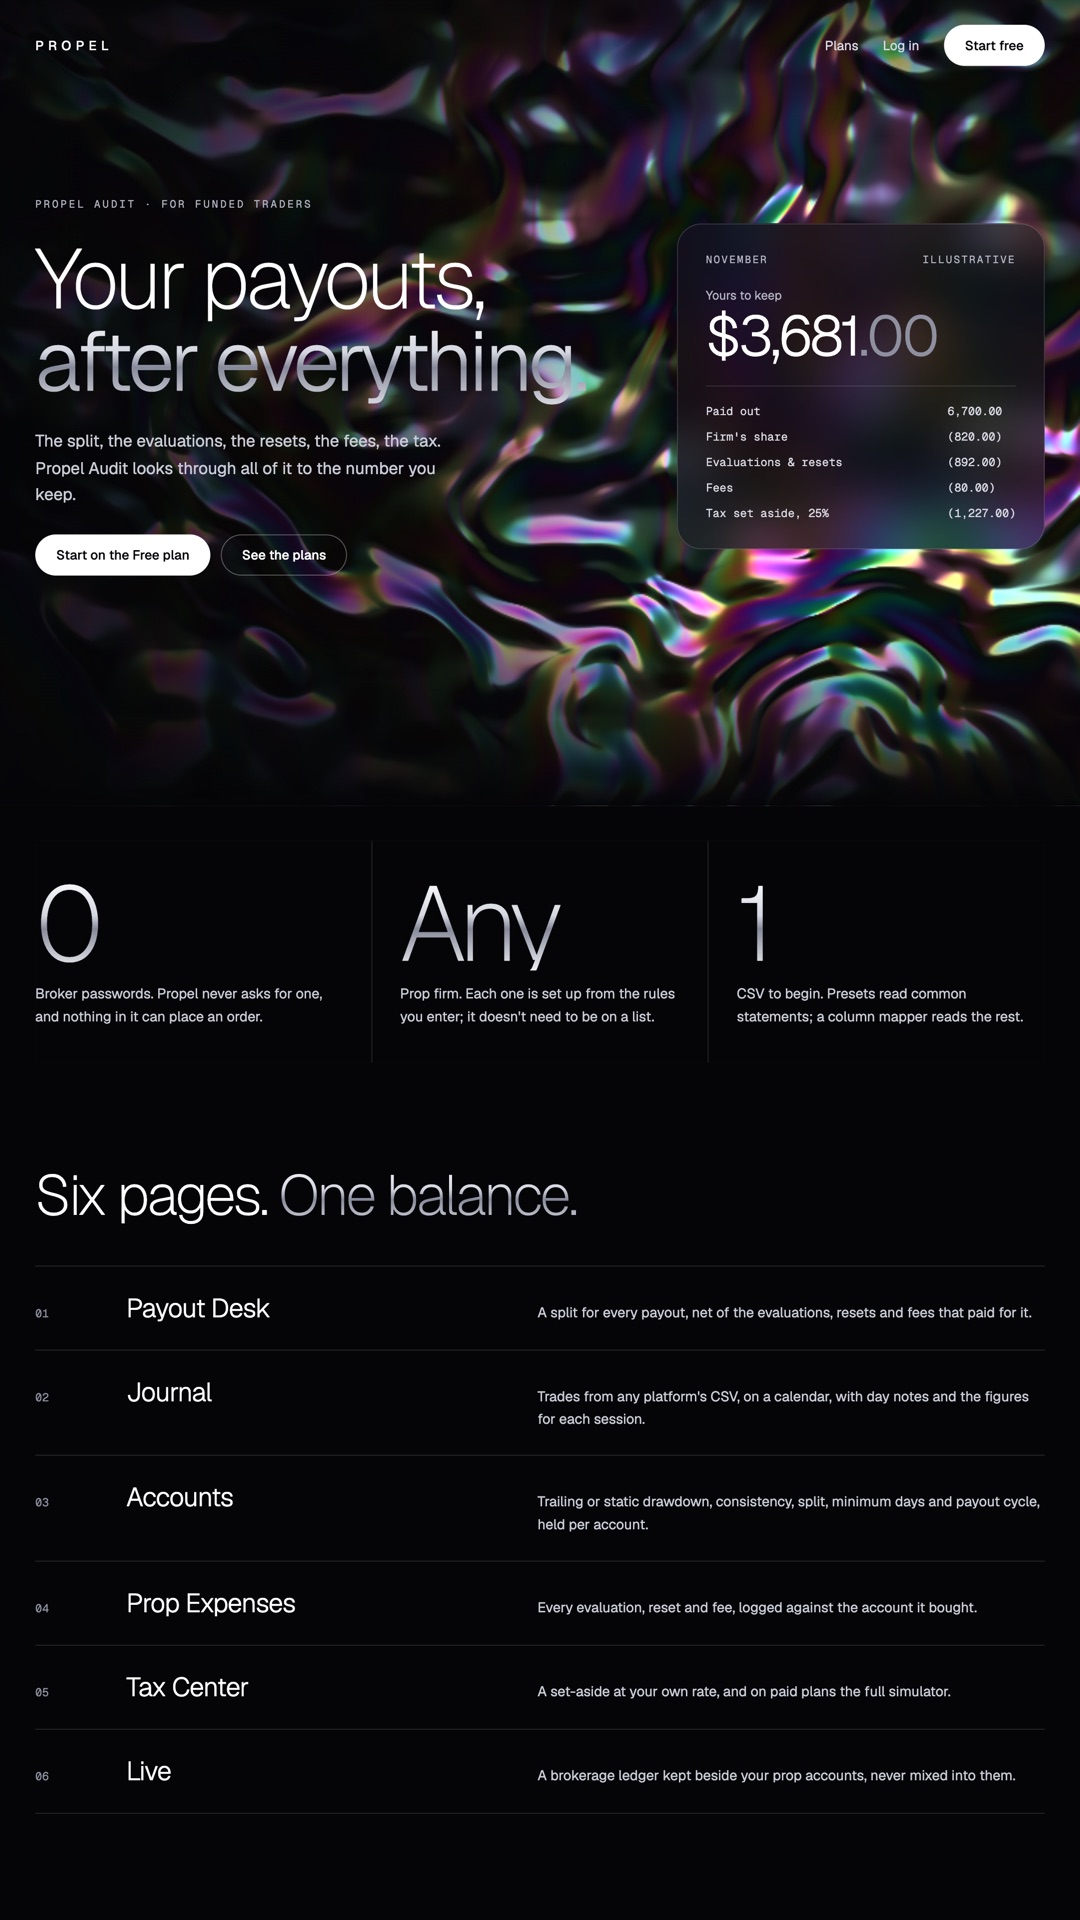 PROPEL
Plans
Log in
Start free
PROPEL AUDIT · FOR FUNDED TRADERS
Your payouts,
after everything.
The split, the evaluations, the resets, the fees, the tax.
Propel Audit looks through all of it to the number you
keep.
Start on the Free plan
See the plans
NOVEMBER
ILLUSTRATIVE
Yours to keep
$3,681.00
Paid out 6,700.00
Firm's share (820.00)
Evaluations & resets (892.00)
Fees (80.00)
Tax set aside, 25% (1,227.00)
0
Broker passwords. Propel never asks for one,
and nothing in it can place an order.
Any
Prop firm. Each one is set up from the rules
you enter; it doesn't need to be on a list.
1
CSV to begin. Presets read common
statements; a column mapper reads the rest.
Six pages. One balance.
01
Payout Desk
A split for every payout, net of the evaluations, resets and fees that paid for it.
02
Journal
Trades from any platform's CSV, on a calendar, with day notes and the figures
for each session.
03
Accounts
Trailing or static drawdown, consistency, split, minimum days and payout cycle,
held per account.
04
Prop Expenses
Every evaluation, reset and fee, logged against the account it bought.
05
Tax Center
A set-aside at your own rate, and on paid plans the full simulator.
06
Live
A brokerage ledger kept beside your prop accounts, never mixed into them.